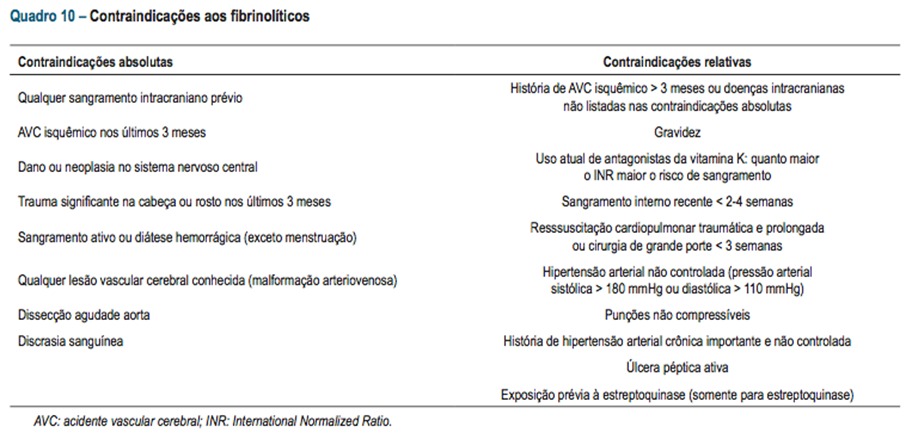 Quadro 10 – Contraindicações aos fibrinolíticos
Contraindicações absolutas
Contraindicações relativas
Qualquer sangramento intracraniano prévio
História de AVC isquêmico > 3 meses ou doenças intracranianas
não listadas nas contraindicações absolutas
AVC isquêmico nos últimos 3 meses
Gravidez
Dano ou neoplasia no sistema nervoso central
Uso atual de antagonistas da vitamina K: quanto maior
o INR maior o risco de sangramento
Trauma significante na cabeça ou rosto nos últimos 3 meses
Sangramento interno recente < 2-4 semanas
Sangramento ativo ou diátese hemorrágica (exceto menstruação)
Resssuscitação cardiopulmonar traumática e prolongada
ou cirurgia de grande porte < 3 semanas
Qualquer lesão vascular cerebral conhecida (malformação arteriovenosa)
Hipertensão arterial não controlada (pressão arterial
sistólica > 180 mmHg ou diastólica > 110 mmHg)
Dissecção agudade aorta
Punções não compressíveis
Discrasia sanguínea
História de hipertensão arterial crônica importante e não controlada
Úlcera péptica ativa
Exposição prévia à estreptoquinase (somente para estreptoquinase)
AVC: acidente vascular cerebral; INR: International Normalized Ratio.